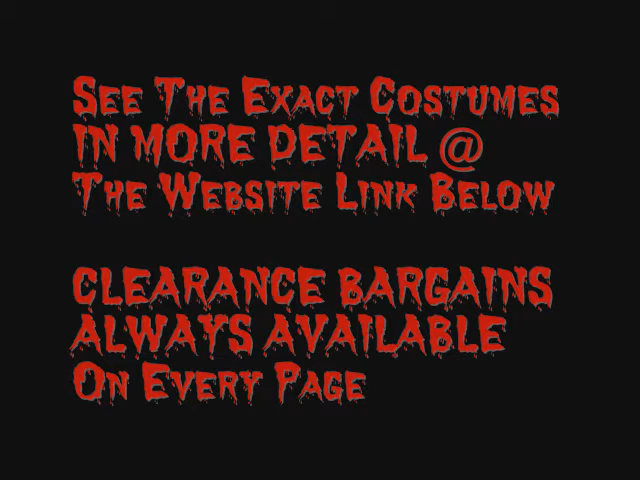 See The Exact Costumes
IN MORE DETAIL @
The Website Link Below
CLEARANCE BARGAINS
ALWAYS AVAILABLE
On Every Page